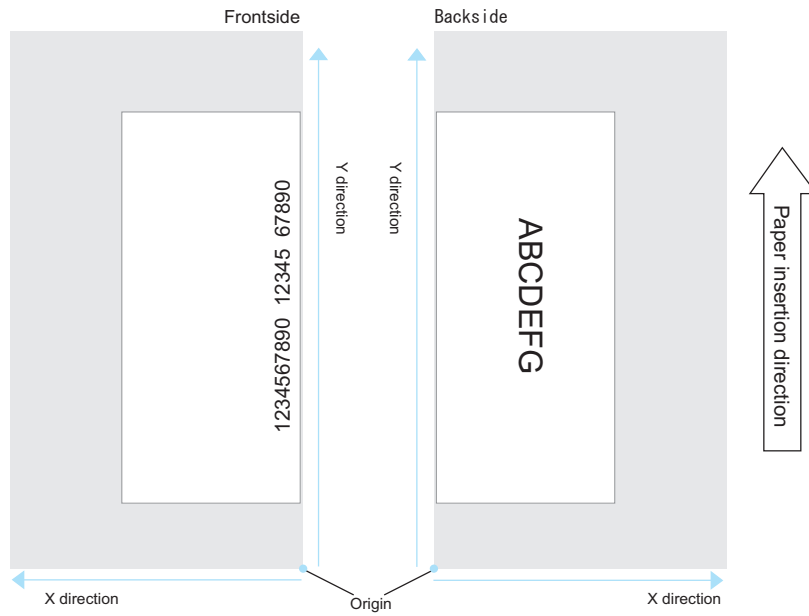 Frontside
Backside
Y direction
Y direction
1234567890 12345 67890
ABCDEFG
Paper insertion direction
X direction
Origin
X direction